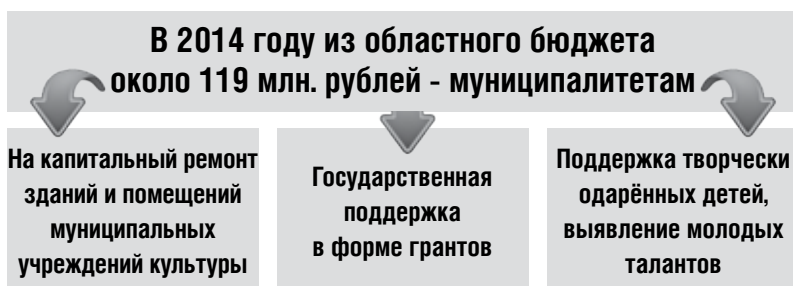 В 2014 году из областного бюджета
около 119 млн. рублей - муниципалитетам
На капитальный ремонт
зданий и помещений
муниципальных
учреждений культуры
Государственная
поддержка
в форме грантов
Поддержка творчески
одарённых детей,
выявление молодых
талантов